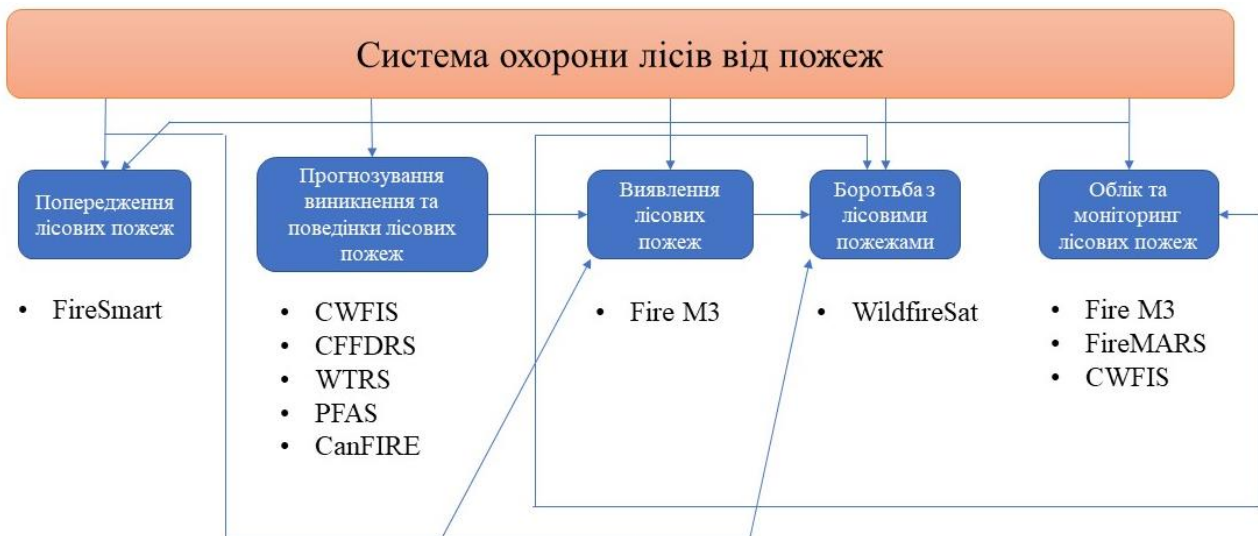 Система охорони лісів від пожеж
Попередження
лісових пожеж
Прогнозування
виникнення та
поведінки лісових
пожеж
Виявлення
лісових
пожеж
Боротьба з
лісовими
пожежами
Облік та
моніторинг
лісових пожеж
• FireSmart
• CWFIS
• CFFDRS
• WTRS
• PFAS
• CanFIRE
• Fire M3
• WildfireSat
• Fire M3
• FireMARS
• CWFIS